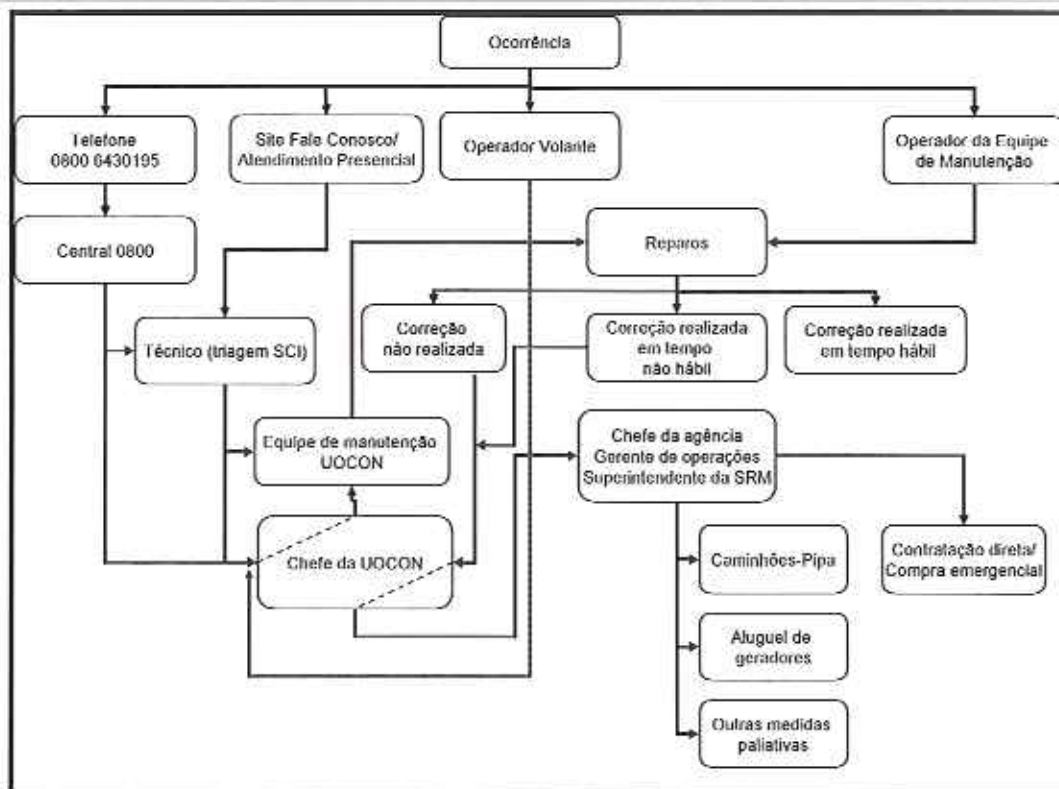 Ocorrência
Telefone
0800 6430195
Site Fale Conosco/
Atendimento Presencial
Operador Volante
Operador da Equipe
de Manutenção
Central 0800
Reparos
Técnico (triagem SCI)
Correção
não realizada
Correção realizada
em tempo
não hábil
Correção realizada
em tempo hábil
Equipe de manutenção
UOCON
Chefe da agência
Gerente de operações
Superintendente da SRM
Chefe da UOCON
Caminhões-Pipa
Contratação direta/
Compra emergencial
Aluguel de
geradores
Outras medidas
paliativas